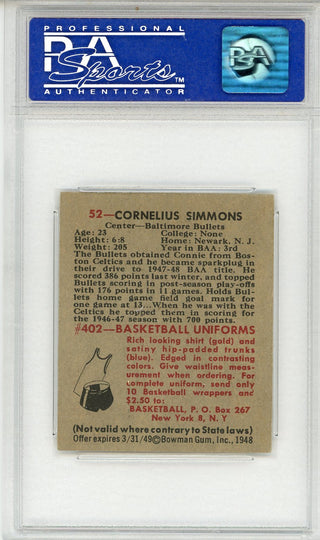 PROFESSIONAL
PSA
Sports™
AUTHENTICATOR
PSA
52—CORNELIUS SIMMONS
Center—Baltimore Bullets
Age: 23 College: None
Height: 6:8 Home: Newark, N. J.
Weight: 205 Year in BAA: 3rd
The Bullets obtained Connie from Bos-
ton Celtics and he became sparkplug
in their drive to 1947-48 BAA title. He
scored 386 points last winter, and topped
Bullets scoring in post-season play-offs
with 176 points in 11 games. Holds Bul-
lets home game field goal mark for
one game at 13...When he was with
the Celtics he scored 500 points in
the 1946-47 season with 700 points.
#402—BASKETBALL UNIFORMS
Rich looking shirt (gold) and
satiny hip-padded trunks
(blue). Edged in contrasting
colors. Give waistline meas-
urement when ordering. For
complete uniform, send only
10 Basketball wrappers and
$2.50 to:
BASKETBALL, P. O. Box 267
New York 8, N. Y
(Not valid where contrary to State laws)
Offer expires 3/31/49©Bowman Gum, Inc., 1948